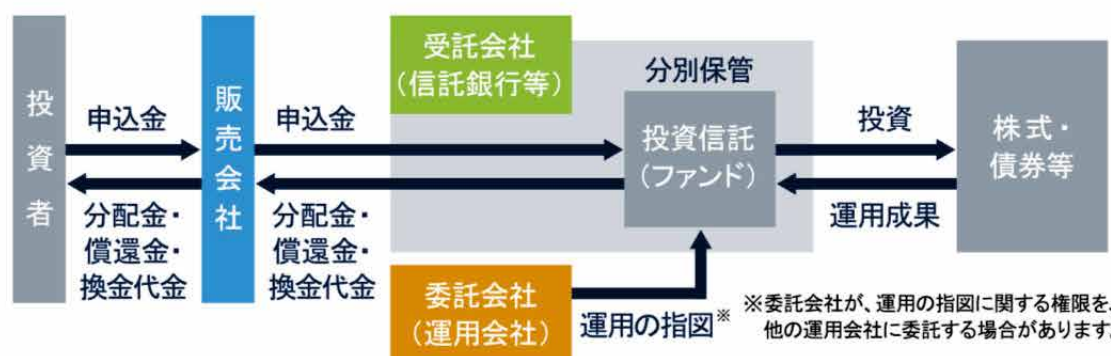 投資者
申込金
分配金・
償還金・
換金代金
販売会社
申込金
分配金・
償還金・
換金代金
受託会社
(信託銀行等)
分別保管
投資信託
(ファンド)
委託会社
(運用会社)
運用の指図※
投資
運用成果
株式・
債券等
※委託会社が、運用の指図に関する権限を、
他の運用会社に委託する場合があります。